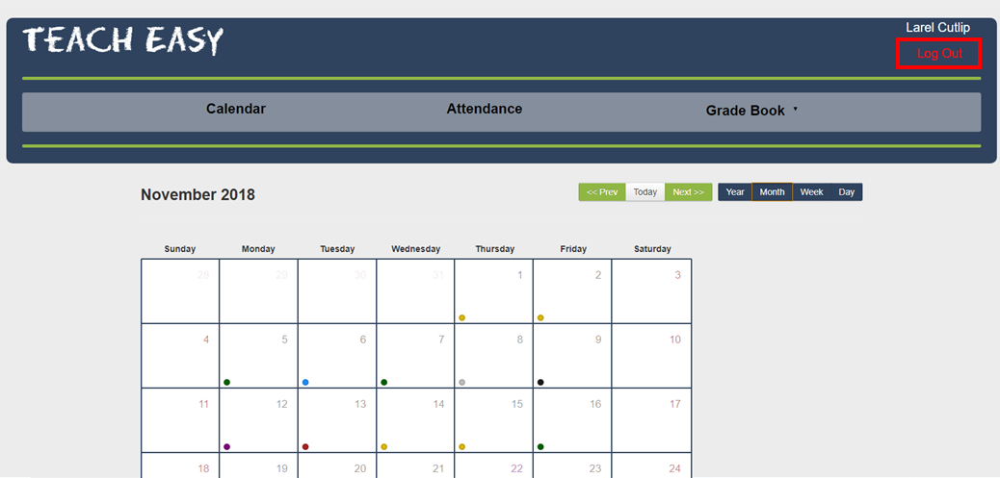 TEACH EASY
Larel Cutlip
Log Out
Calendar Attendance Grade Book
November 2018
<< Prev Today Next >> Year Month Week Day
Sunday Monday Tuesday Wednesday Thursday Friday Saturday
28 29 30 31 1 2 3
4 5 6 7 8 9 10
11 12 13 14 15 16 17
18 19 20 21 22 23 24